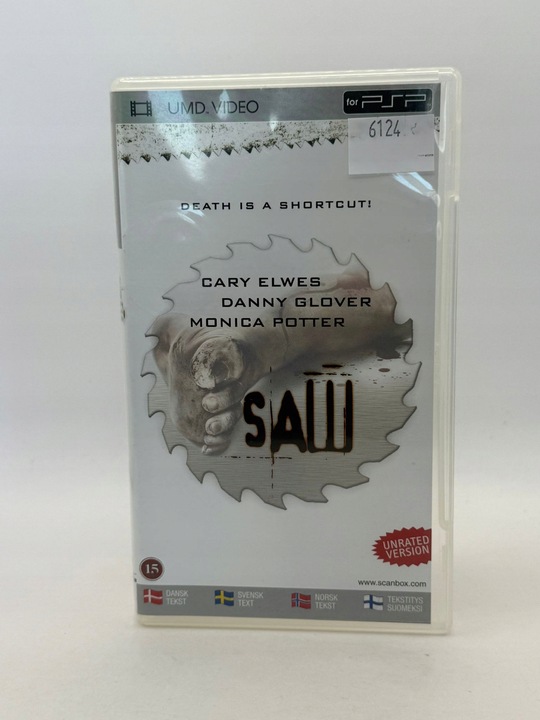 UMD VIDEO
for PSP
6124
DEATH IS A SHORTCUT!
CARY ELWES
DANNY GLOVER
MONICA POTTER
SAW
UNRATED
VERSION
15
www.scanbox.com
DANSK
TEKST
SVENSK
TEXT
NORSK
TEKST
TEKSTITYS
SUOMEKSI